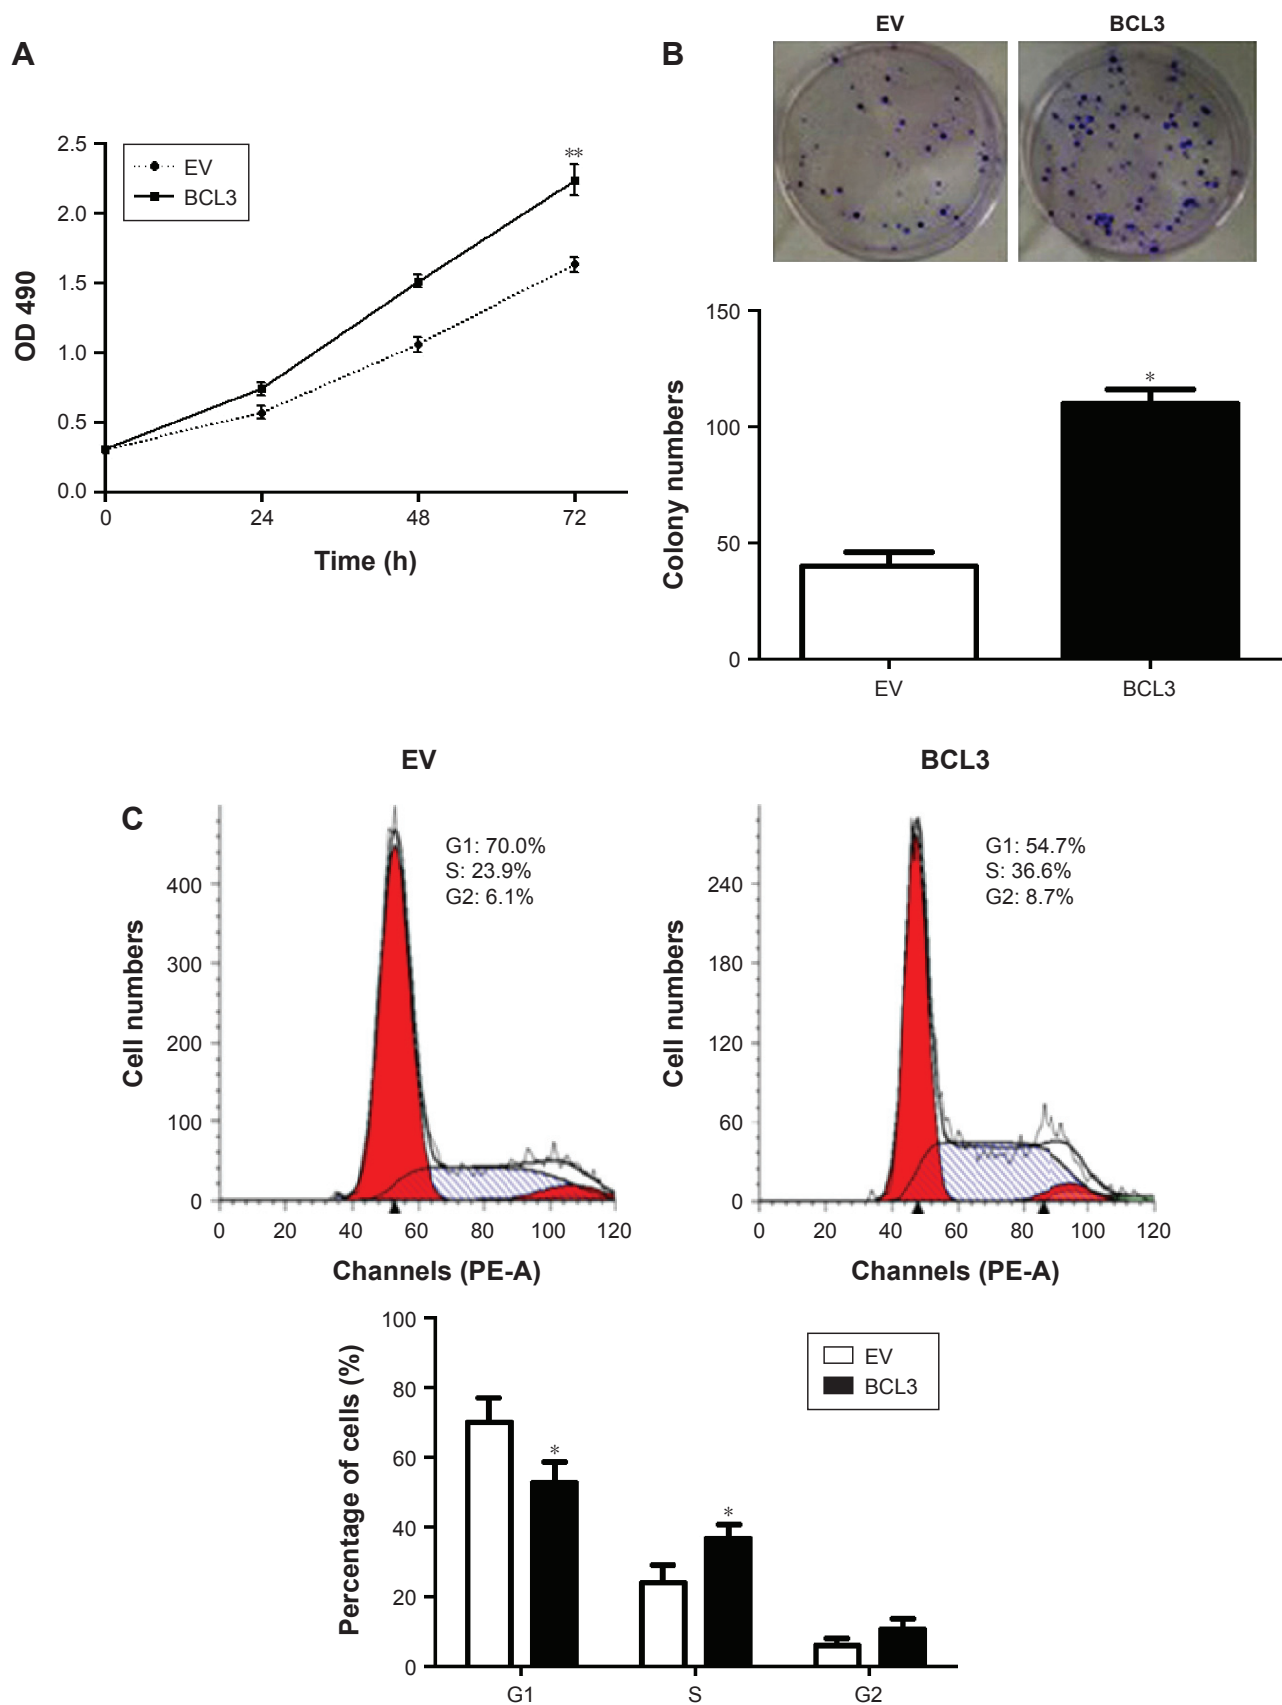 A
2.5
2.0
1.5
1.0
0.5
0.0
OD 490
EV
BCL3
**
0 24 48 72
Time (h)
B
EV BCL3
150
100
50
0
Colony numbers
*
EV BCL3
C
EV
G1: 70.0%
S: 23.9%
G2: 6.1%
400
300
200
100
0
Cell numbers
0 20 40 60 80 100 120
Channels (PE-A)
BCL3
G1: 54.7%
S: 36.6%
G2: 8.7%
240
180
120
60
0
Cell numbers
0 20 40 60 80 100 120
Channels (PE-A)
100
80
60
40
20
0
Percentage of cells (%)
EV
BCL3
*
*
G1 S G2